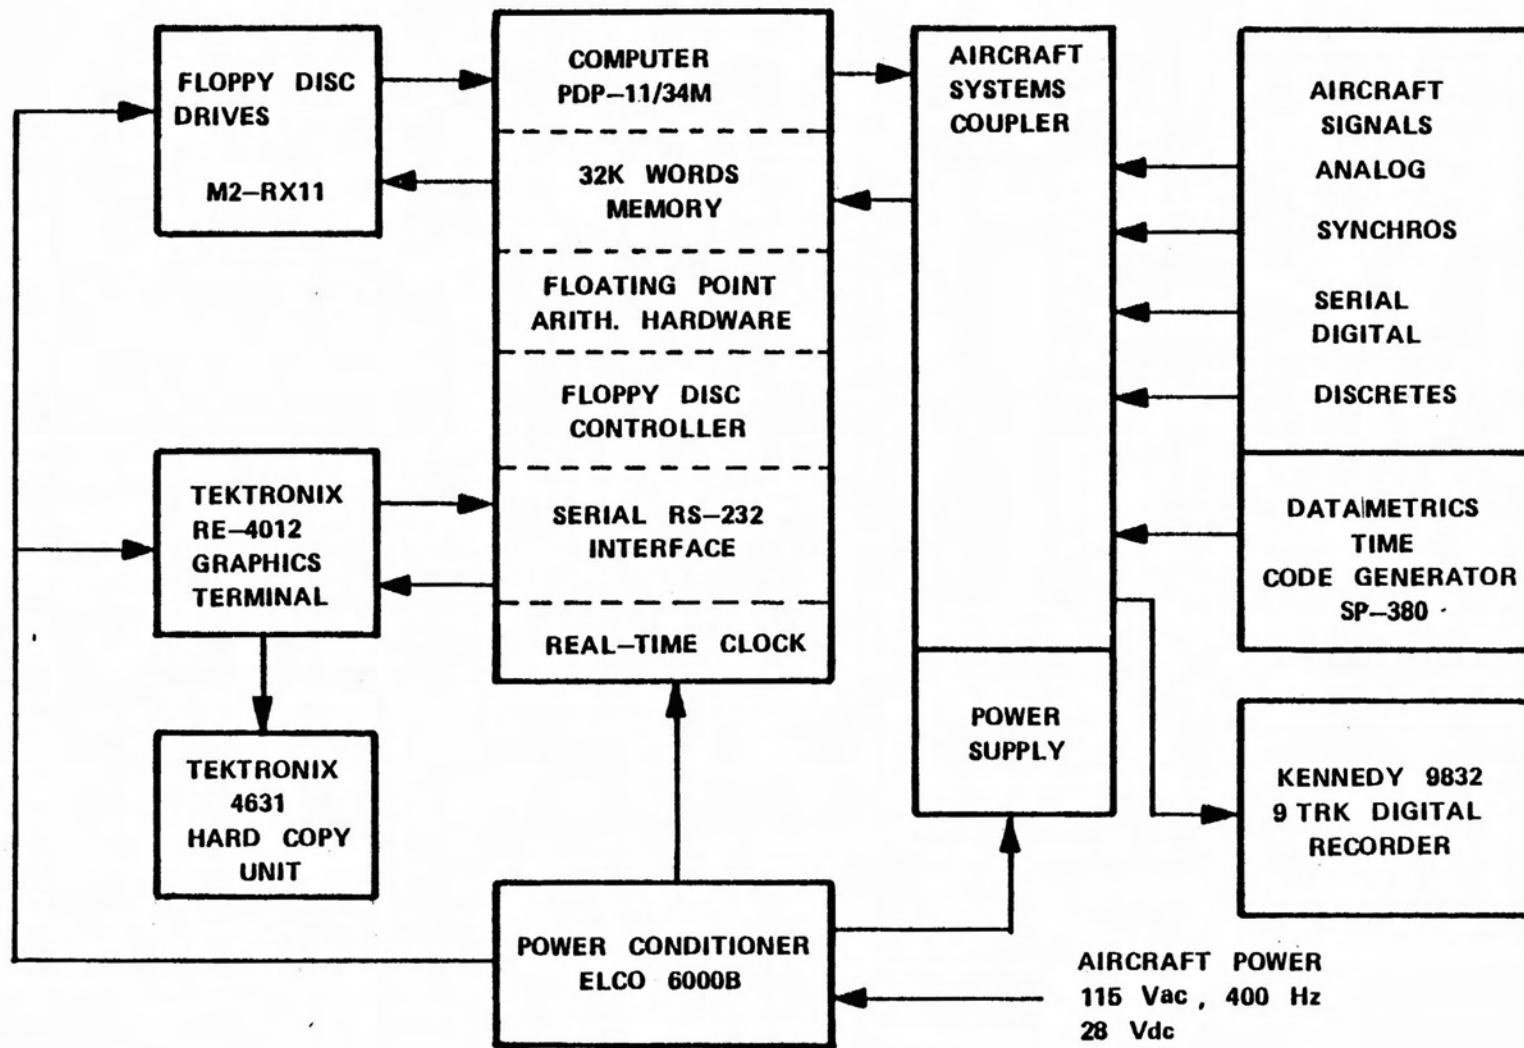 FLOPPY DISC
DRIVES
M2-RX11
COMPUTER
PDP-11/34M
32K WORDS
MEMORY
FLOATING POINT
ARITH. HARDWARE
FLOPPY DISC
CONTROLLER
SERIAL RS-232
INTERFACE
REAL-TIME CLOCK
AIRCRAFT
SYSTEMS
COUPLER
POWER
SUPPLY
AIRCRAFT
SIGNALS
ANALOG
SYNCHROS
SERIAL
DIGITAL
DISCRETES
DATAMETRICS
TIME
CODE GENERATOR
SP-380
TEKTRONIX
RE-4012
GRAPHICS
TERMINAL
TEKTRONIX
4631
HARD COPY
UNIT
KENNEDY 9832
9 TRK DIGITAL
RECORDER
POWER CONDITIONER
ELCO 6000B
AIRCRAFT POWER
115 Vac, 400 Hz
28 Vdc